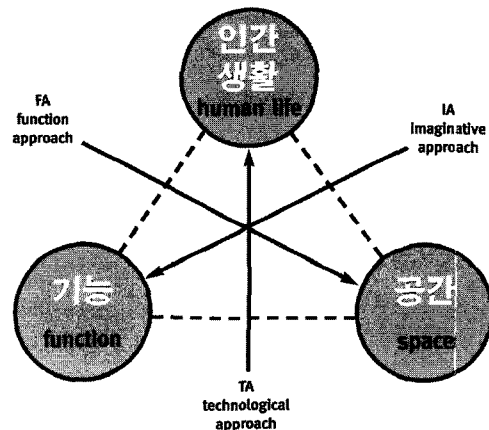 인간
생활
human life
FA
function
approach
IA
imaginative
approach
기능
function
공간
space
TA
technological
approach